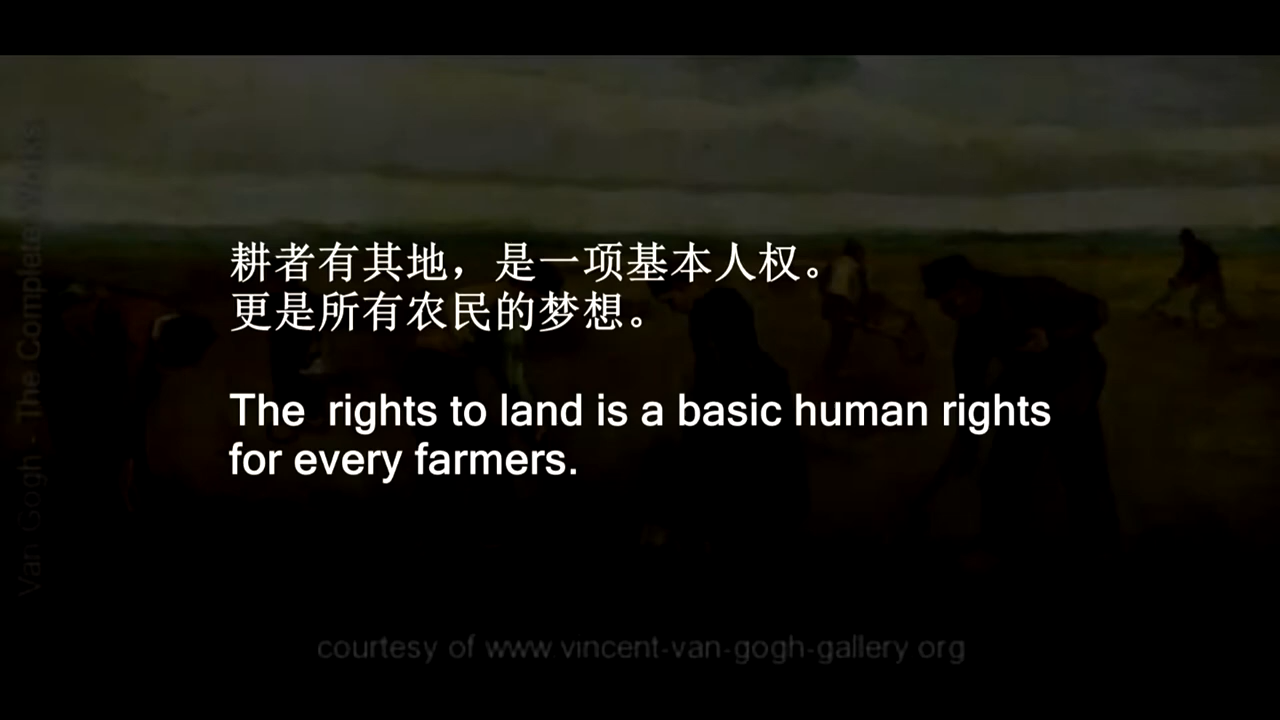 耕者有其地，是一项基本人权。
更是所有农民的梦想。
The  rights to land is a basic human rights
for every farmers.
Van Gogh - The Complete Works
courtesy of www vincent-van-gogh-gallery org